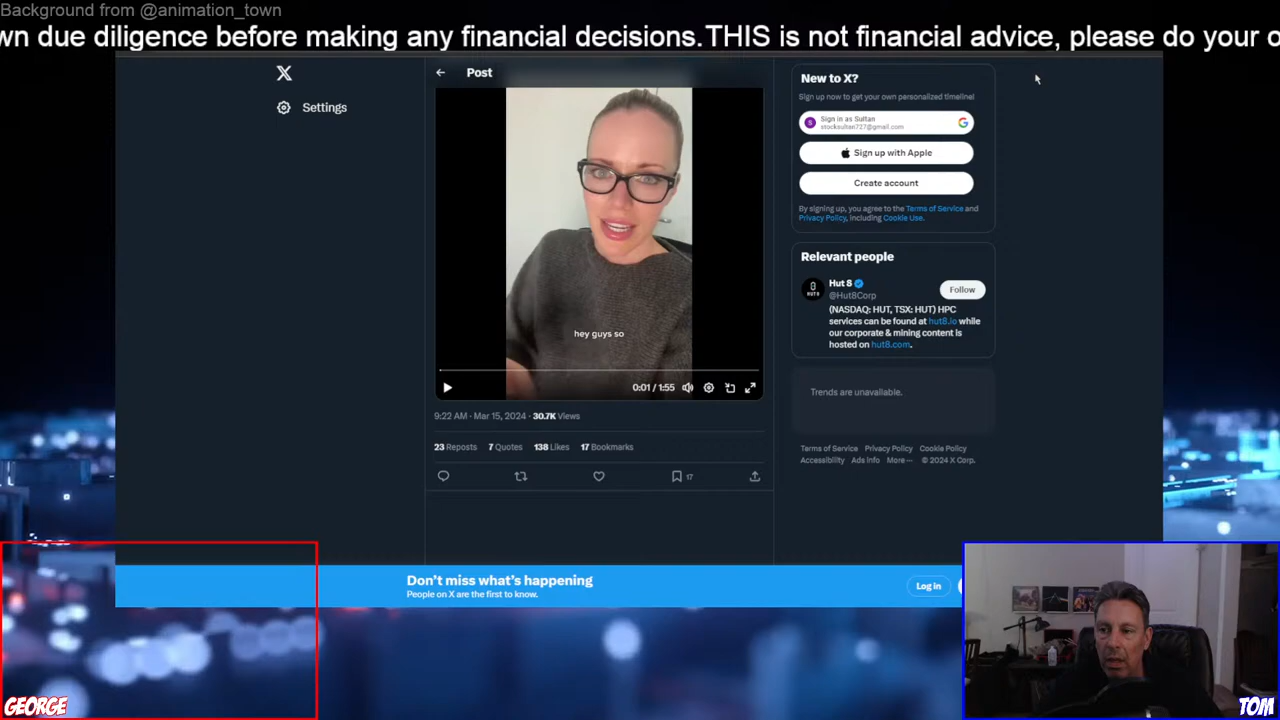 Background from @animation_town
wn due diligence before making any financial decisions.THIS is not financial advice, please do your o
Post
Settings
hey guys so
0:01 / 1:55
9:22 AM · Mar 15, 2024 · 30.7K Views
23 Reposts 7 Quotes 138 Likes 17 Bookmarks
17
New to X?
Sign up now to get your own personalized timeline!
Sign in as Sultan
stocksultan727@gmail.com
Sign up with Apple
Create account
By signing up, you agree to the Terms of Service and
Privacy Policy, including Cookie Use.
Relevant people
Hut 8
@Hut8Corp
Follow
HUT8
(NASDAQ: HUT, TSX: HUT) HPC
services can be found at hut8.io while
our corporate & mining content is
hosted on hut8.com.
Trends are unavailable.
Terms of Service Privacy Policy Cookie Policy
Accessibility Ads info More··· © 2024 X Corp.
Don't miss what's happening
People on X are the first to know.
Log in
GEORGE
TOM